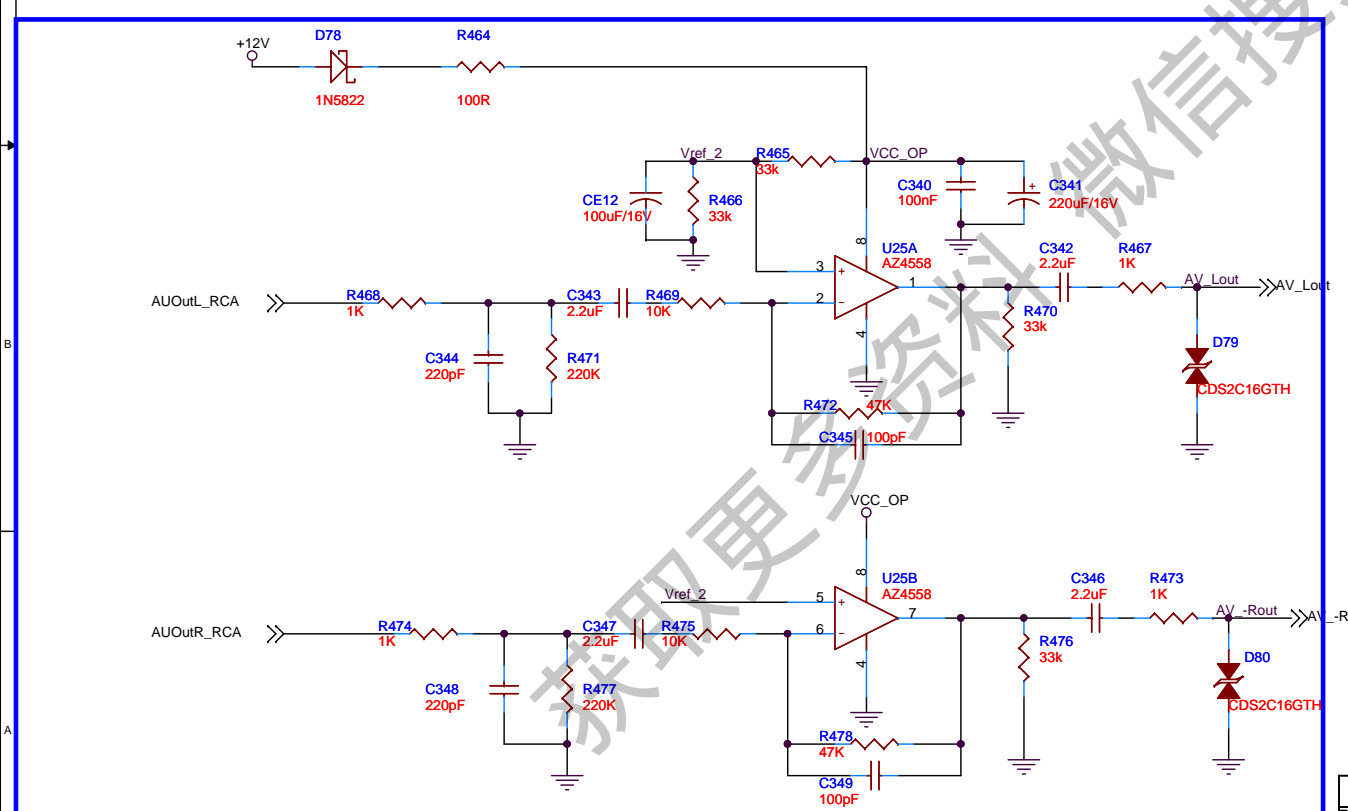 +12V
D78
1N5822
R464
100R
Vref_2
R465
33k
VCC_OP
CE12
100uF/16V
R466
33k
C340
100nF
+
C341
220uF/16V
8
U25A
AZ4558
3
+
2
−
1
4
C342
2.2uF
R467
1K
AV_Lout
AV_Lout
AUOutL_RCA
R468
1K
C343
2.2uF
R469
10K
R470
33k
D79
CDS2C16GTH
C344
220pF
R471
220K
R472
47K
C345
100pF
B
VCC_OP
8
U25B
AZ4558
Vref_2
5
+
6
−
7
4
C346
2.2uF
R473
1K
AV_-Rout
AV_-R
AUOutR_RCA
R474
1K
C347
2.2uF
R475
10K
R476
33k
D80
CDS2C16GTH
C348
220pF
R477
220K
R478
47K
C349
100pF
A
获取更多资料 微信搜